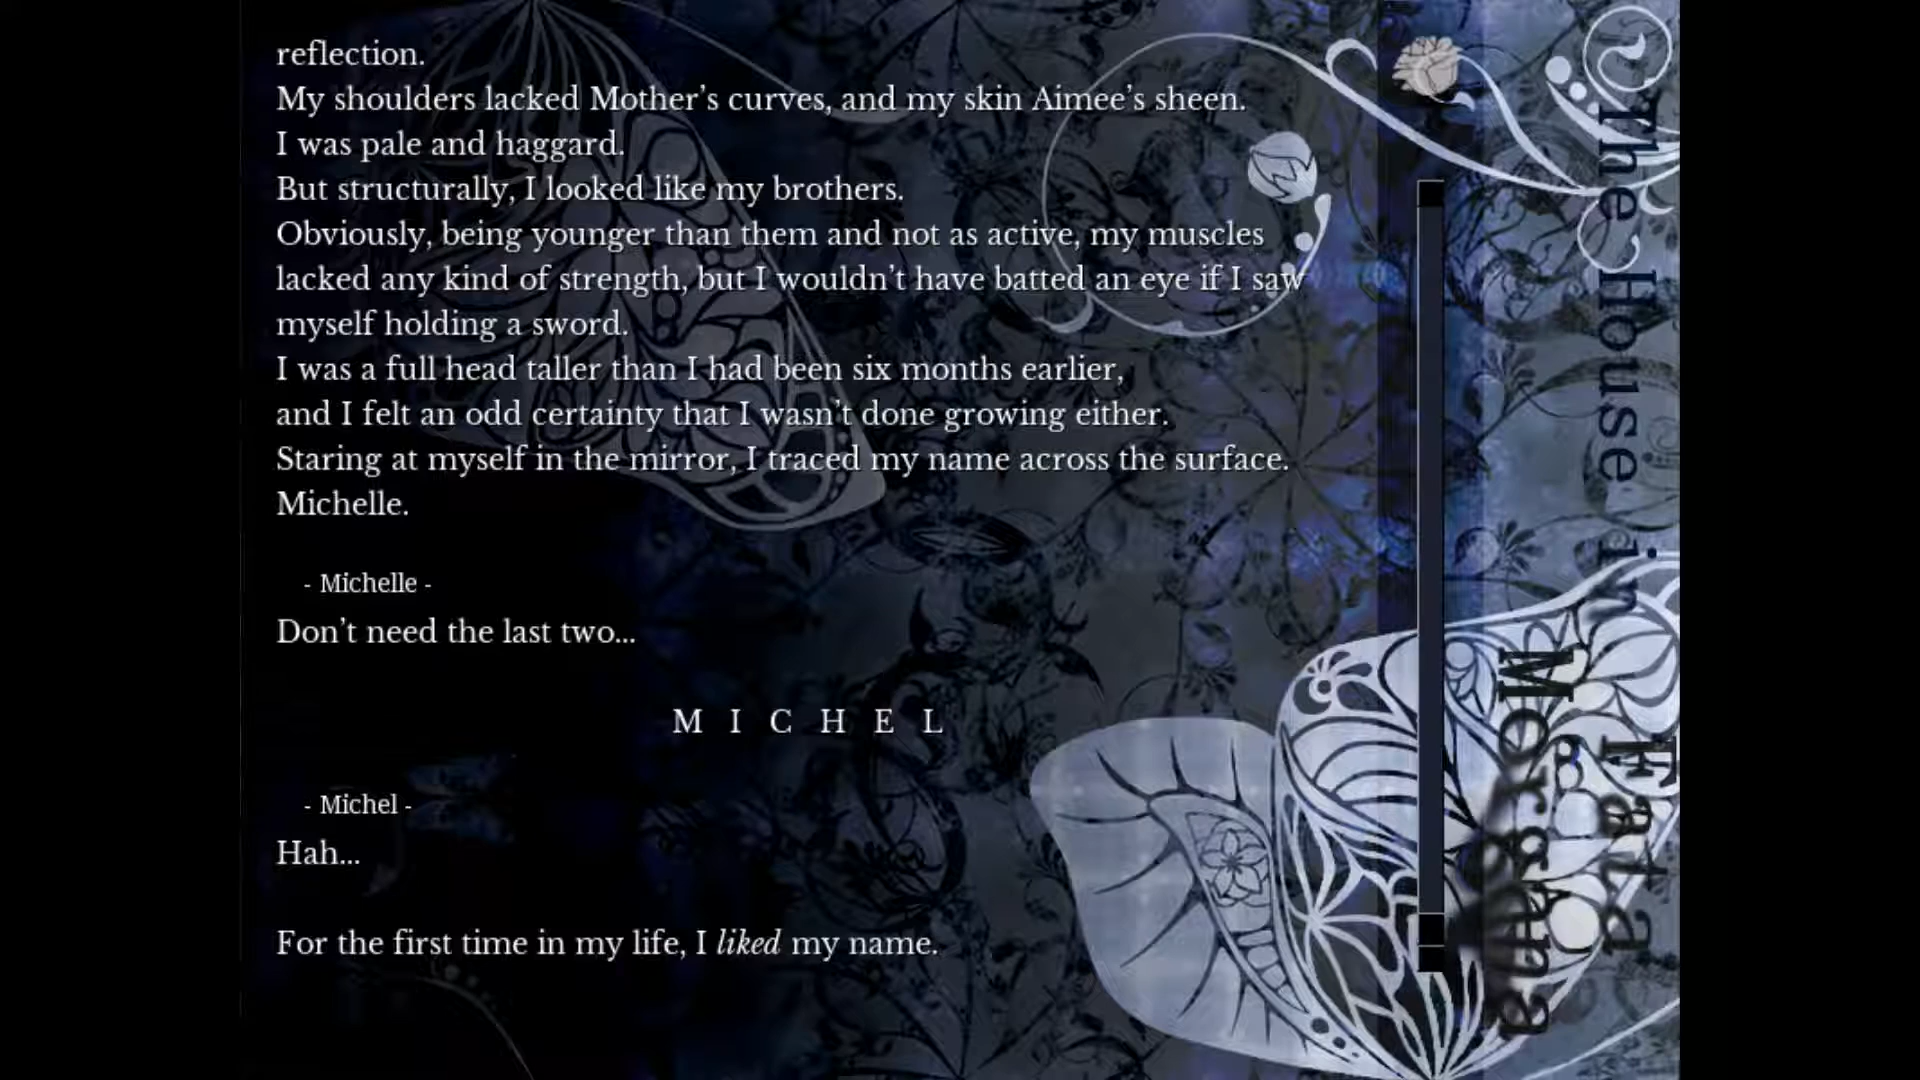 reflection.
My shoulders lacked Mother’s curves, and my skin Aimee’s sheen.
I was pale and haggard.
But structurally, I looked like my brothers.
Obviously, being younger than them and not as active, my muscles
lacked any kind of strength, but I wouldn’t have batted an eye if I saw
myself holding a sword.
I was a full head taller than I had been six months earlier,
and I felt an odd certainty that I wasn’t done growing either.
Staring at myself in the mirror, I traced my name across the surface.
Michelle.
- Michelle -
Don’t need the last two...
M I C H E L
- Michel -
Hah...
For the first time in my life, I liked my name.
The House in
Fata
Morgana